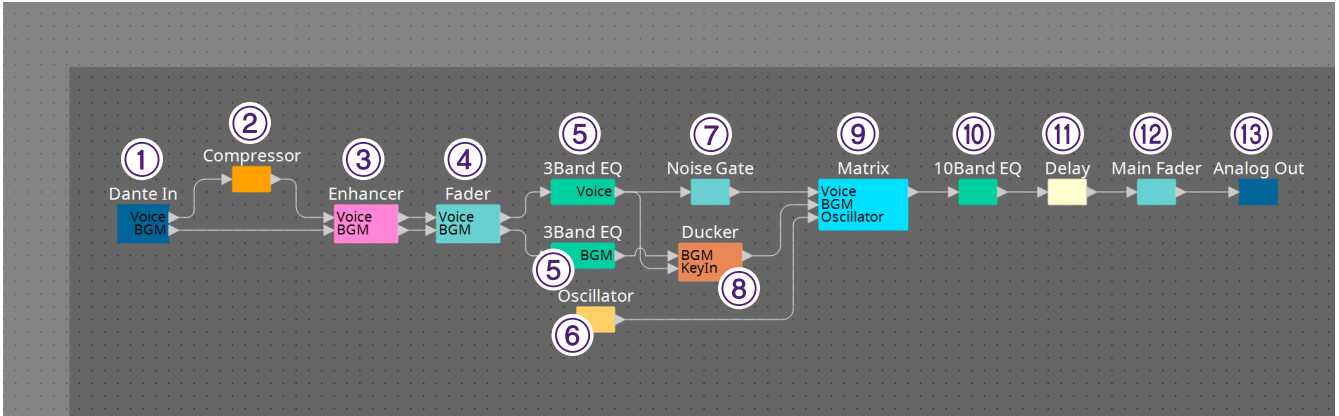 ① Dante In
Voice
BGM
② Compressor
③ Enhancer
Voice
BGM
④ Fader
Voice
BGM
⑤ 3Band EQ
Voice
3Band EQ
BGM
⑤
Oscillator
⑥
⑦ Noise Gate
Ducker
BGM
KeyIn
⑧
⑨ Matrix
Voice
BGM
Oscillator
⑩ 10Band EQ
⑪ Delay
⑫ Main Fader
⑬ Analog Out